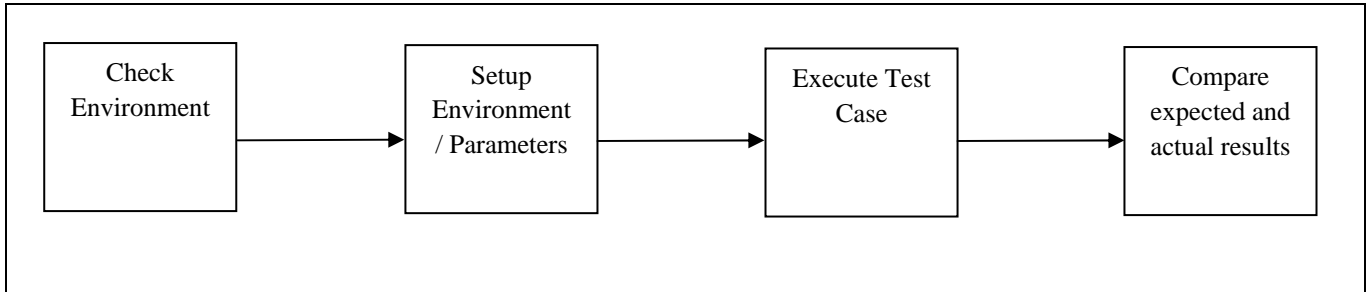 Check
Environment
Setup
Environment
/ Parameters
Execute Test
Case
Compare
expected and
actual results